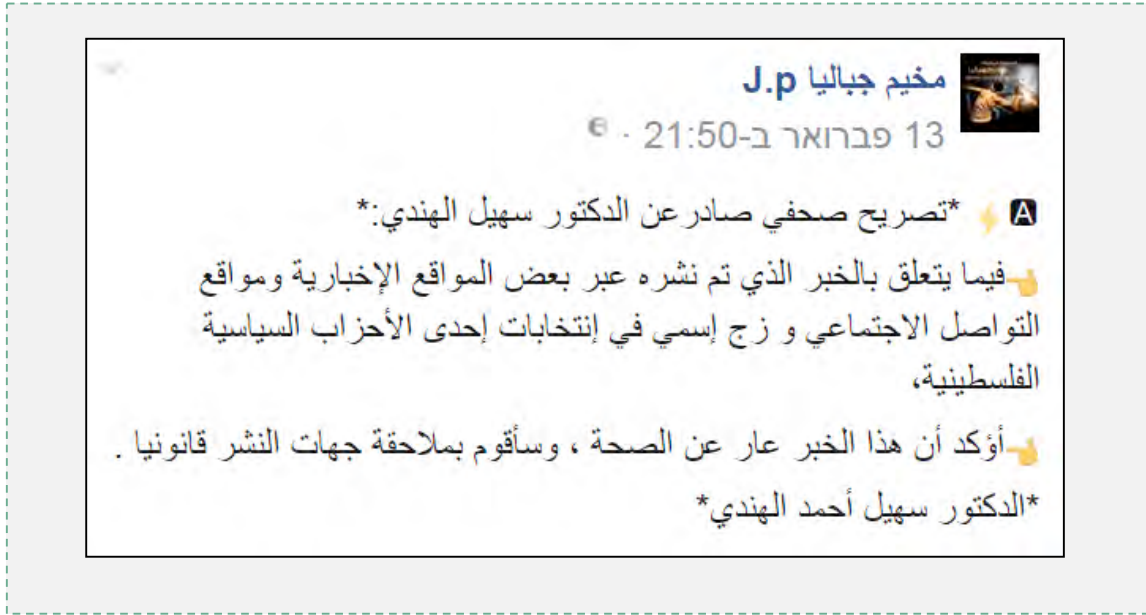 مخيم جباليا J.p
13 פברואר ב-21:50 ·
🅰⚡ *تصريح صحفي صادر عن الدكتور سهيل الهندي:*
👈فيما يتعلق بالخبر الذي تم نشره عبر بعض المواقع الإخبارية ومواقع
التواصل الاجتماعي و زج إسمي في إنتخابات إحدى الأحزاب السياسية
الفلسطينية،
👈أؤكد أن هذا الخبر عار عن الصحة ، وسأقوم بملاحقة جهات النشر قانونيا .
*الدكتور سهيل أحمد الهندي*